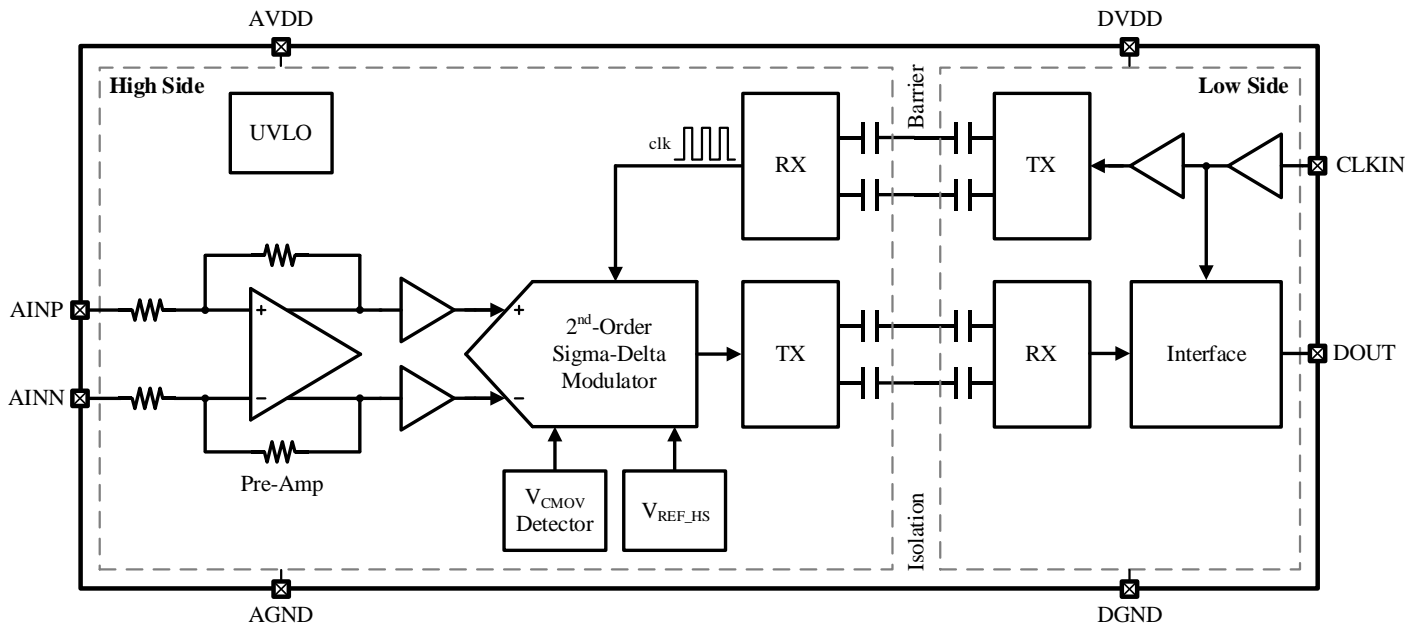 AVDD
DVDD
High Side
Barrier
Low Side
UVLO
clk
RX
TX
CLKIN
AINP
+
+
2nd-Order
Sigma-Delta
Modulator
TX
RX
Interface
DOUT
AINN
−
−
Pre-Amp
VCMOV
Detector
VREF_HS
Isolation
AGND
DGND